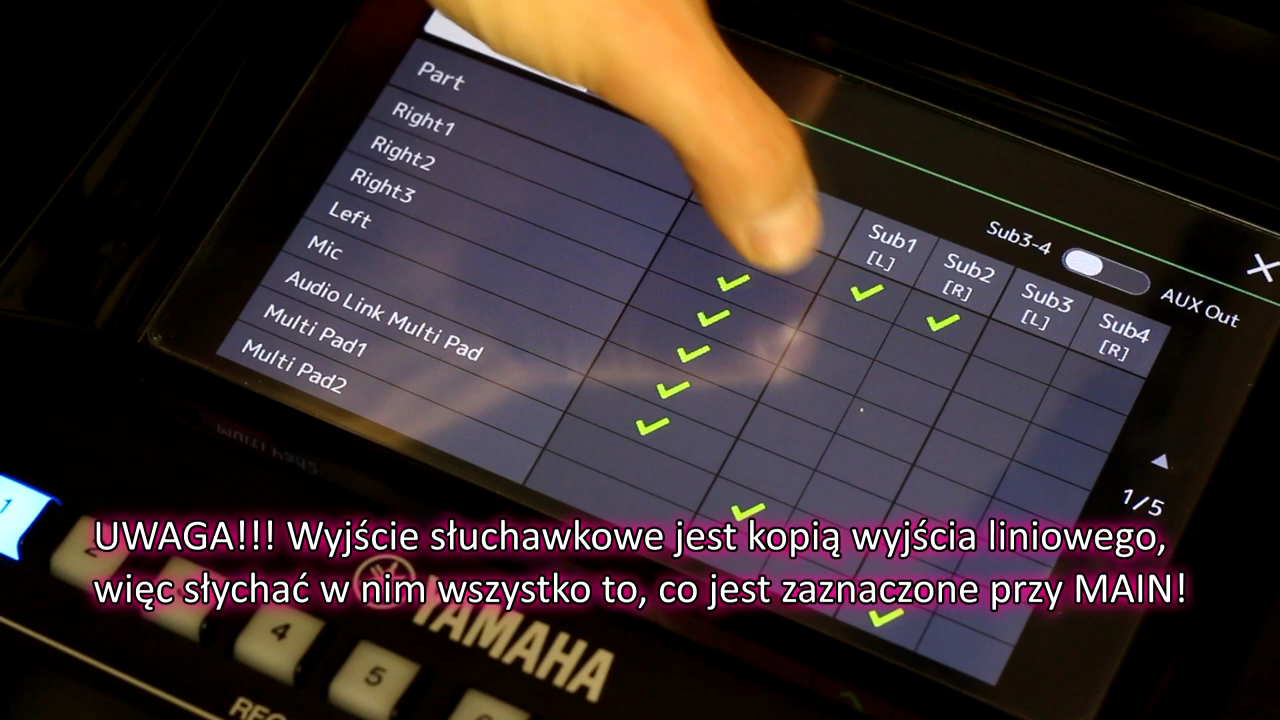 Part
Right1
Right2
Right3
Left
Mic
Audio Link Multi Pad
Multi Pad1
Multi Pad2
Sub1
[L]
Sub2
[R]
Sub3
[L]
Sub4
[R]
Sub3-4
AUX Out
1/5
1
2
4
5
YAMAHA
UWAGA!!! Wyjście słuchawkowe jest kopią wyjścia liniowego,
więc słychać w nim wszystko to, co jest zaznaczone przy MAIN!